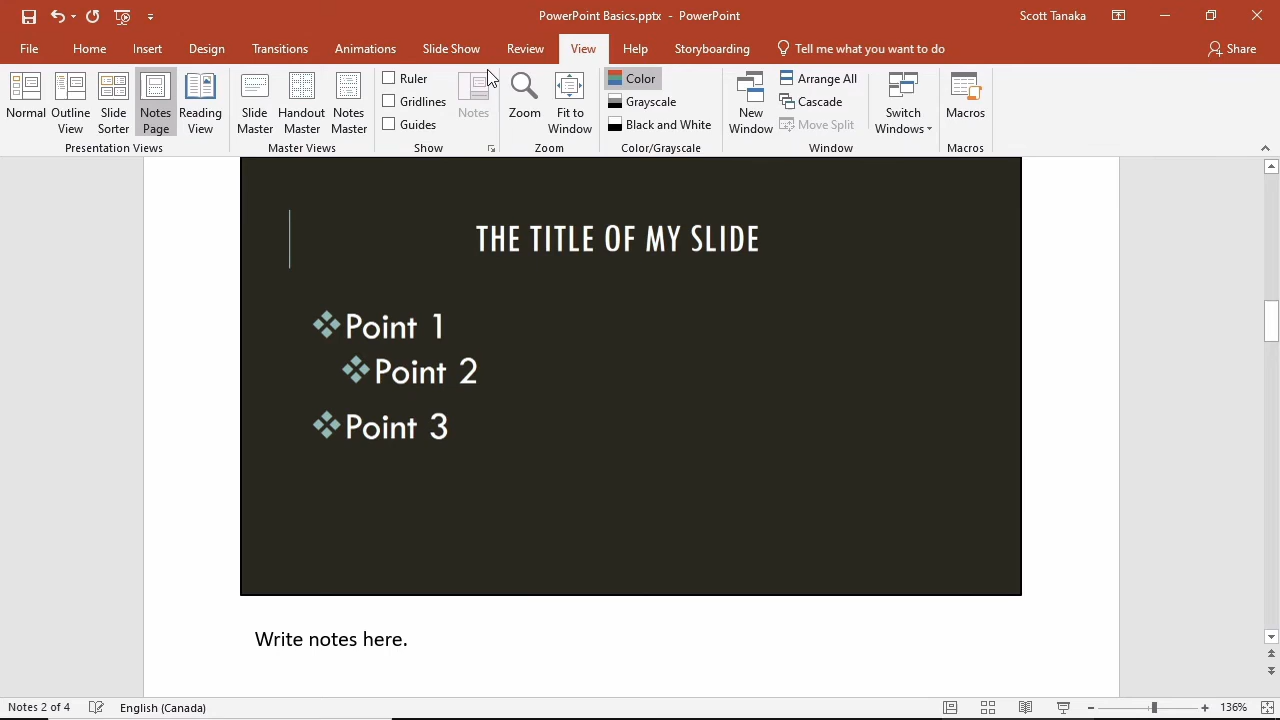 PowerPoint Basics.pptx - PowerPoint
Scott Tanaka
File Home Insert Design Transitions Animations Slide Show Review View Help Storyboarding Tell me what you want to do Share
Normal
Outline View
Slide Sorter
Notes Page
Reading View
Presentation Views
Slide Master
Handout Master
Notes Master
Master Views
Ruler
Gridlines
Guides
Notes
Show
Zoom
Fit to Window
Zoom
Color
Grayscale
Black and White
Color/Grayscale
New Window
Arrange All
Cascade
Move Split
Switch Windows
Window
Macros
Macros
THE TITLE OF MY SLIDE
Point 1
Point 2
Point 3
Write notes here.
Notes 2 of 4
English (Canada)
136%